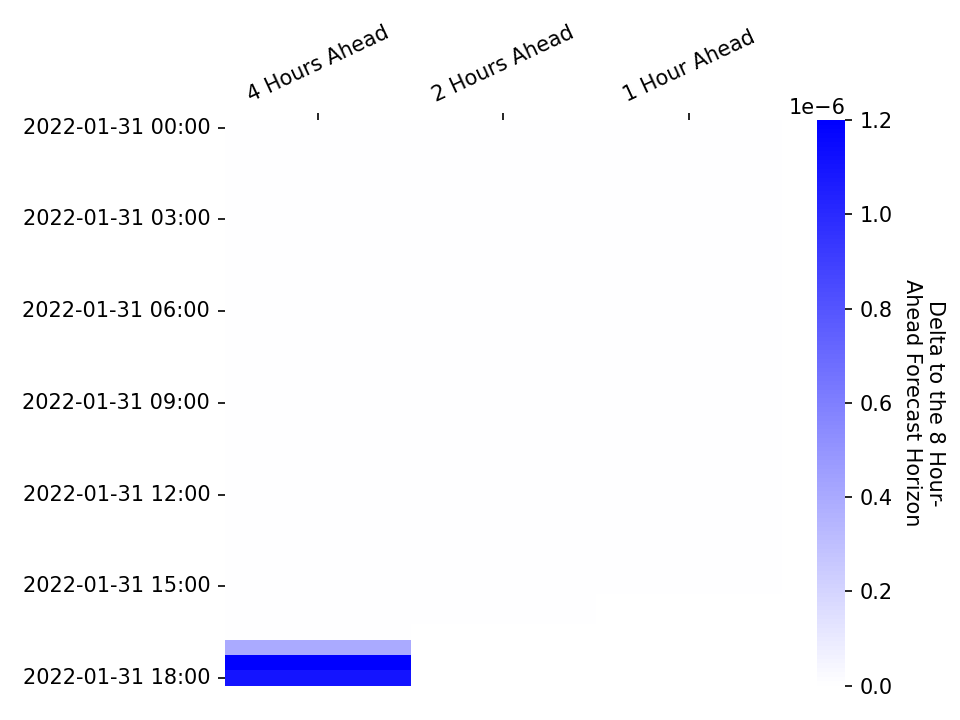 4 Hours Ahead
2 Hours Ahead
1 Hour Ahead
1e−6
2022-01-31 00:00
2022-01-31 03:00
2022-01-31 06:00
2022-01-31 09:00
2022-01-31 12:00
2022-01-31 15:00
2022-01-31 18:00
1.2
1.0
0.8
0.6
0.4
0.2
0.0
Delta to the 8 Hour-
Ahead Forecast Horizon